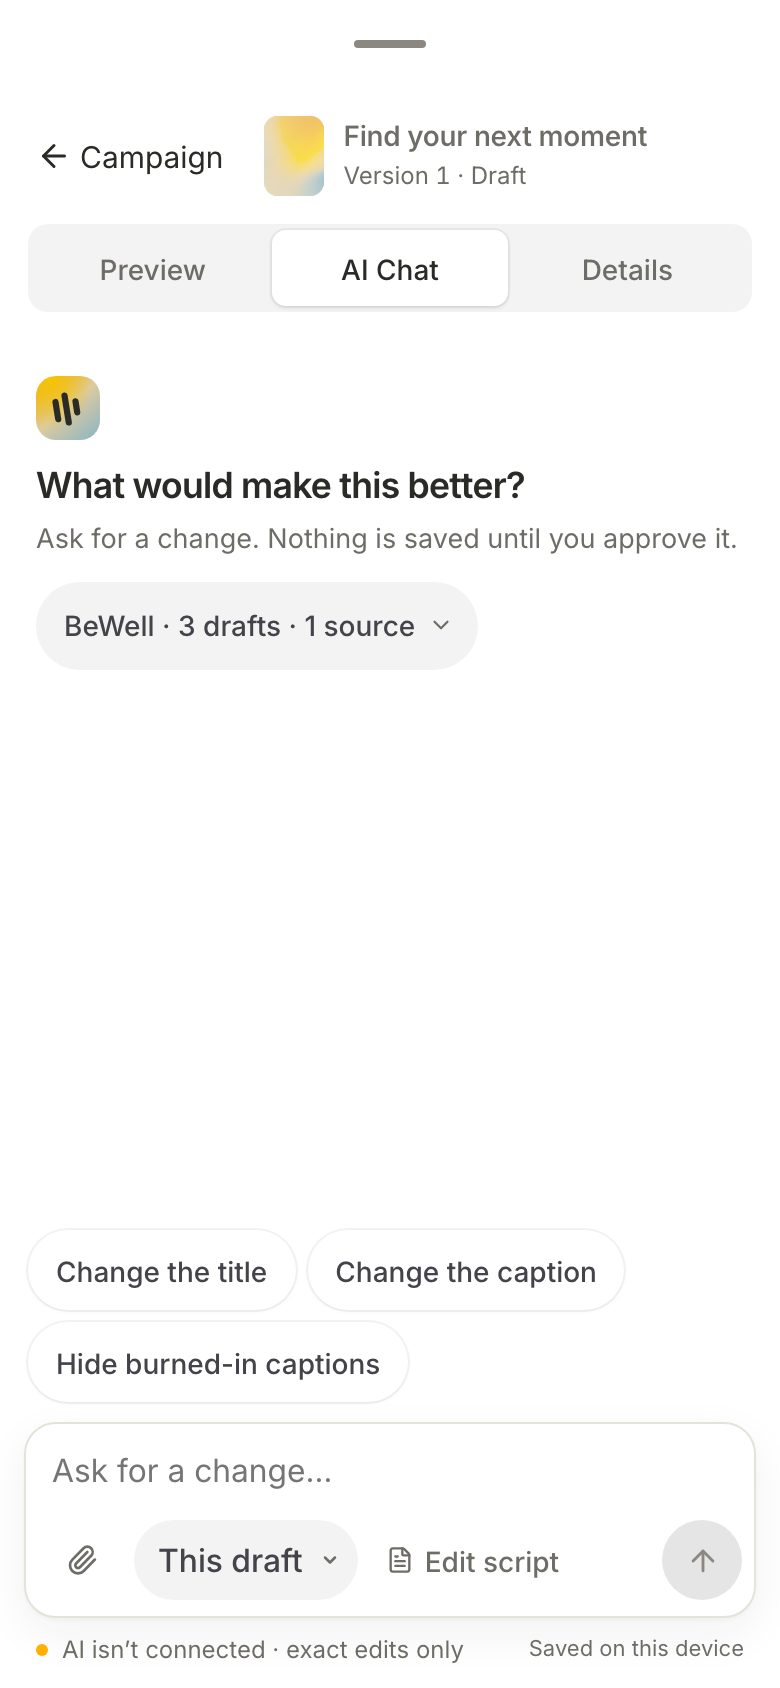 Campaign
Find your next moment
Version 1 · Draft
Preview
AI Chat
Details
What would make this better?
Ask for a change. Nothing is saved until you approve it.
BeWell · 3 drafts · 1 source
Change the title
Change the caption
Hide burned-in captions
Ask for a change...
This draft
Edit script
AI isn’t connected · exact edits only
Saved on this device